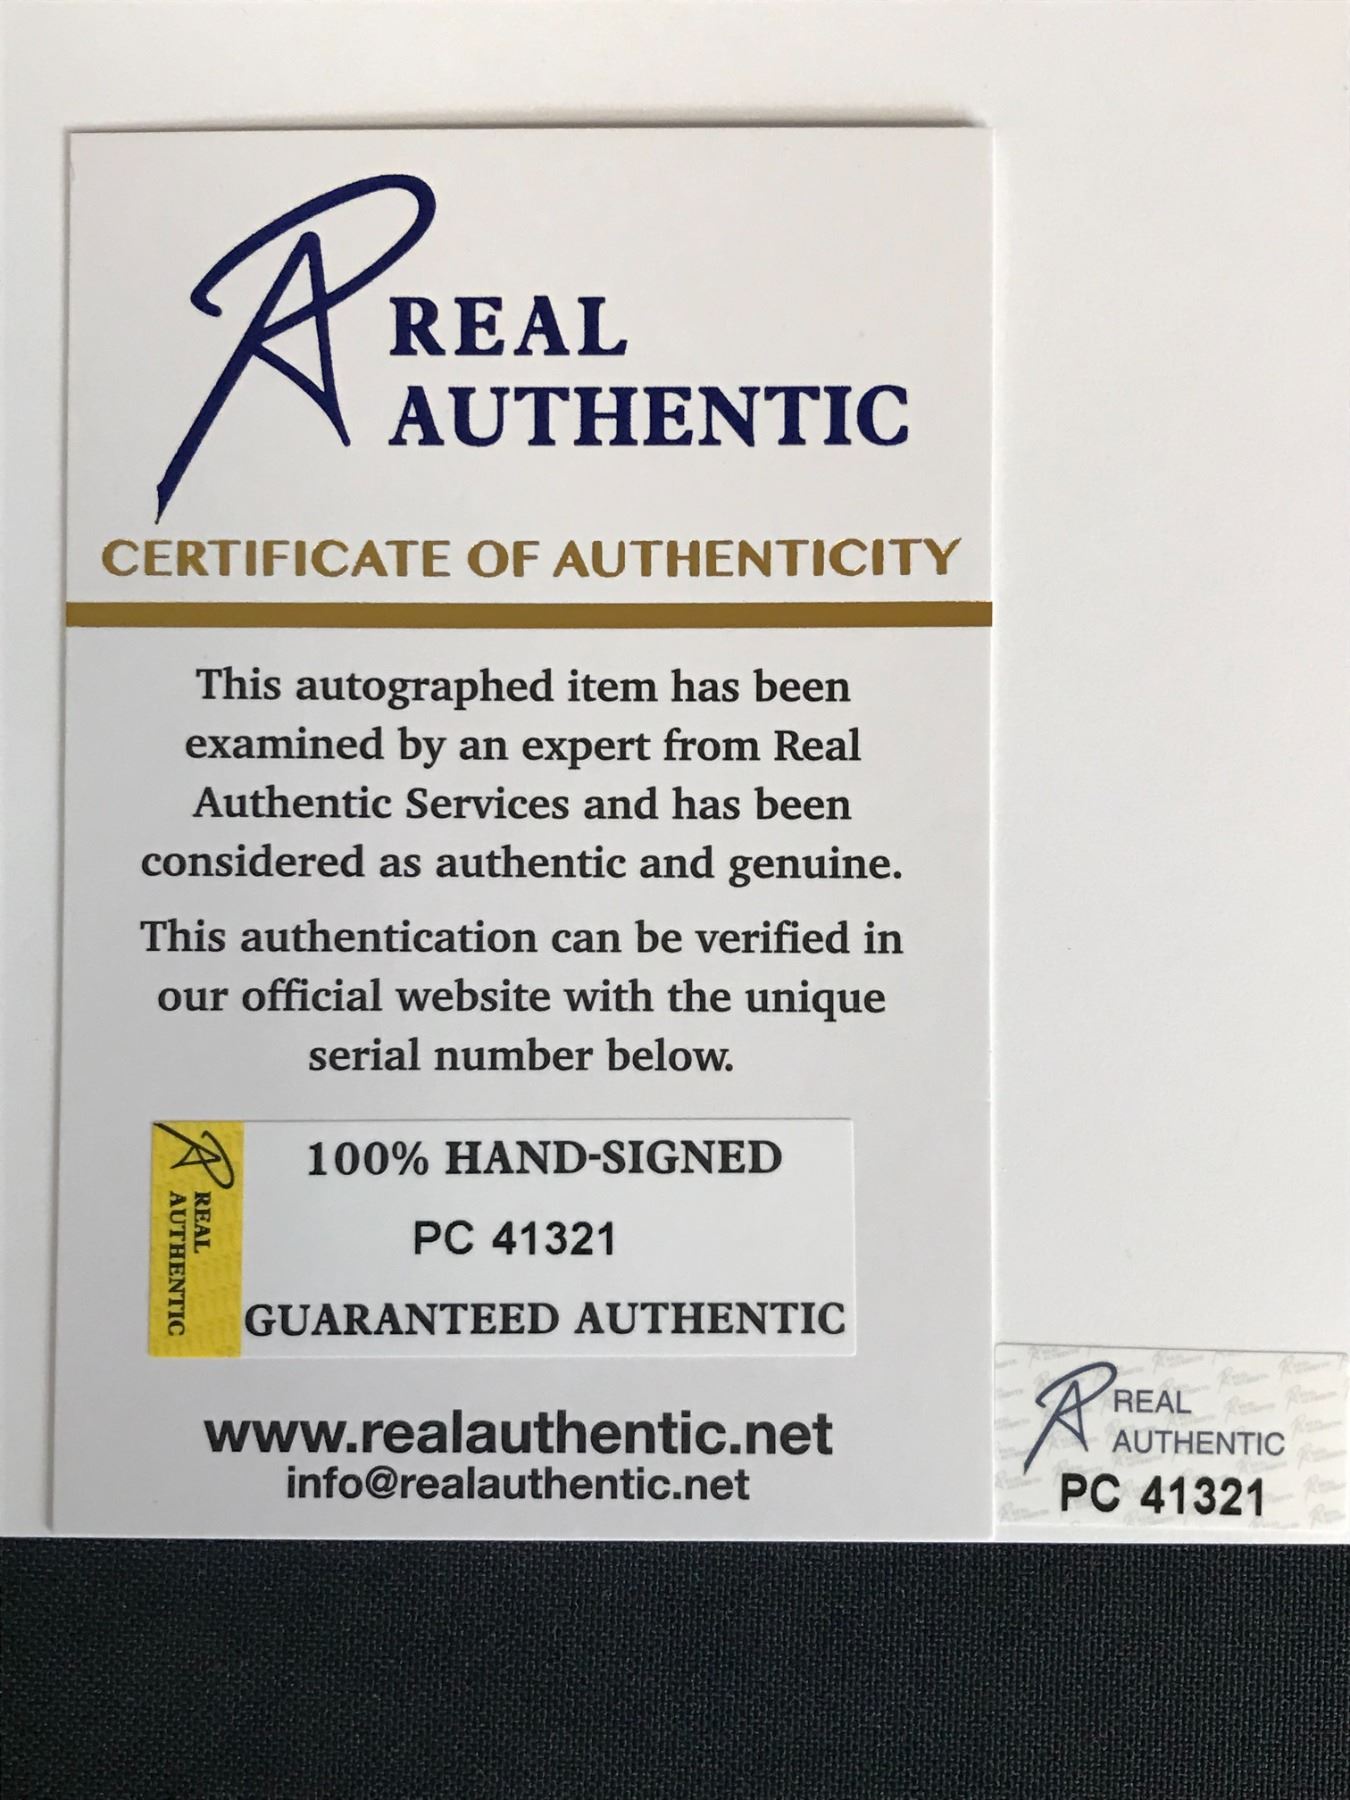 REAL
AUTHENTIC
CERTIFICATE OF AUTHENTICITY
This autographed item has been
examined by an expert from Real
Authentic Services and has been
considered as authentic and genuine.
This authentication can be verified in
our official website with the unique
serial number below.
REAL
AUTHENTIC
100% HAND-SIGNED
PC 41321
GUARANTEED AUTHENTIC
www.realauthentic.net
info@realauthentic.net
REAL
AUTHENTIC
PC 41321